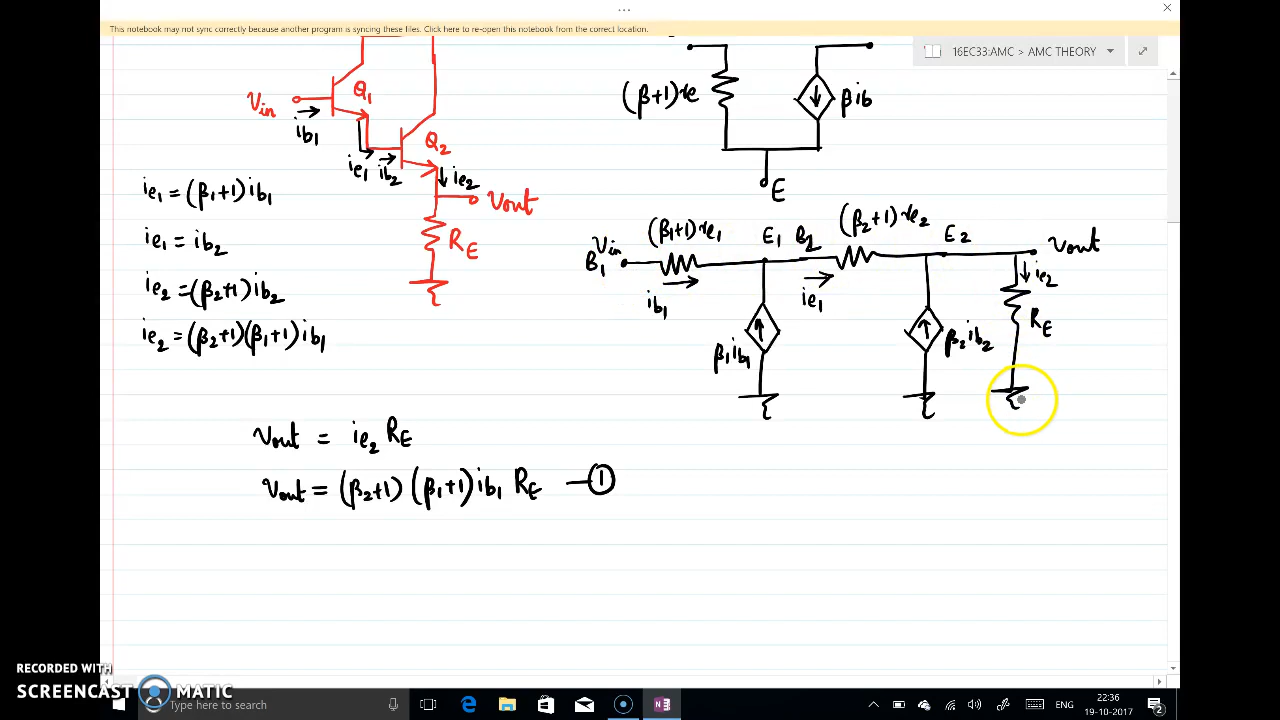 This notebook may not sync correctly because another program is syncing these files. Click here to re-open this notebook from the correct location.
16EC33:AMC > AMC THEORY
Vin
Q1
ib1
ie1
ib2
Q2
ie2
Vout
RE
(β+1)re
βib
E
ie1 = (β1+1)ib1
ie1 = ib2
ie2 = (β2+1)ib2
ie2 = (β2+1)(β1+1)ib1
Vin
B1
(β1+1)re1
E1
B2
(β2+1)re2
E2
Vout
ib1
ie1
ie2
β1ib1
β2ib2
RE
Vout = ie2 RE
Vout = (β2+1)(β1+1)ib1 RE —①
RECORDED WITH
SCREENCAST MATIC
Type here to search
ENG
22:36
19-10-2017
2